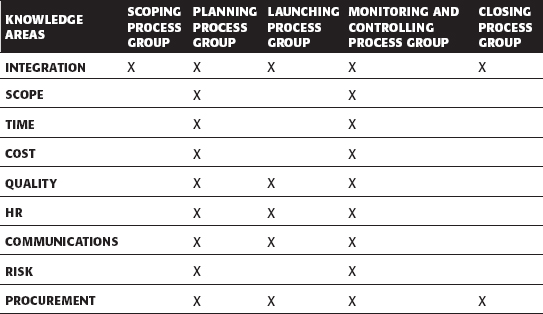 KNOWLEDGE AREAS SCOPING PROCESS GROUP PLANNING PROCESS GROUP LAUNCHING PROCESS GROUP MONITORING AND CONTROLLING PROCESS GROUP CLOSING PROCESS GROUP
INTEGRATION X X X X X
SCOPE X X
TIME X X
COST X X
QUALITY X X X
HR X X X
COMMUNICATIONS X X X
RISK X X
PROCUREMENT X X X X